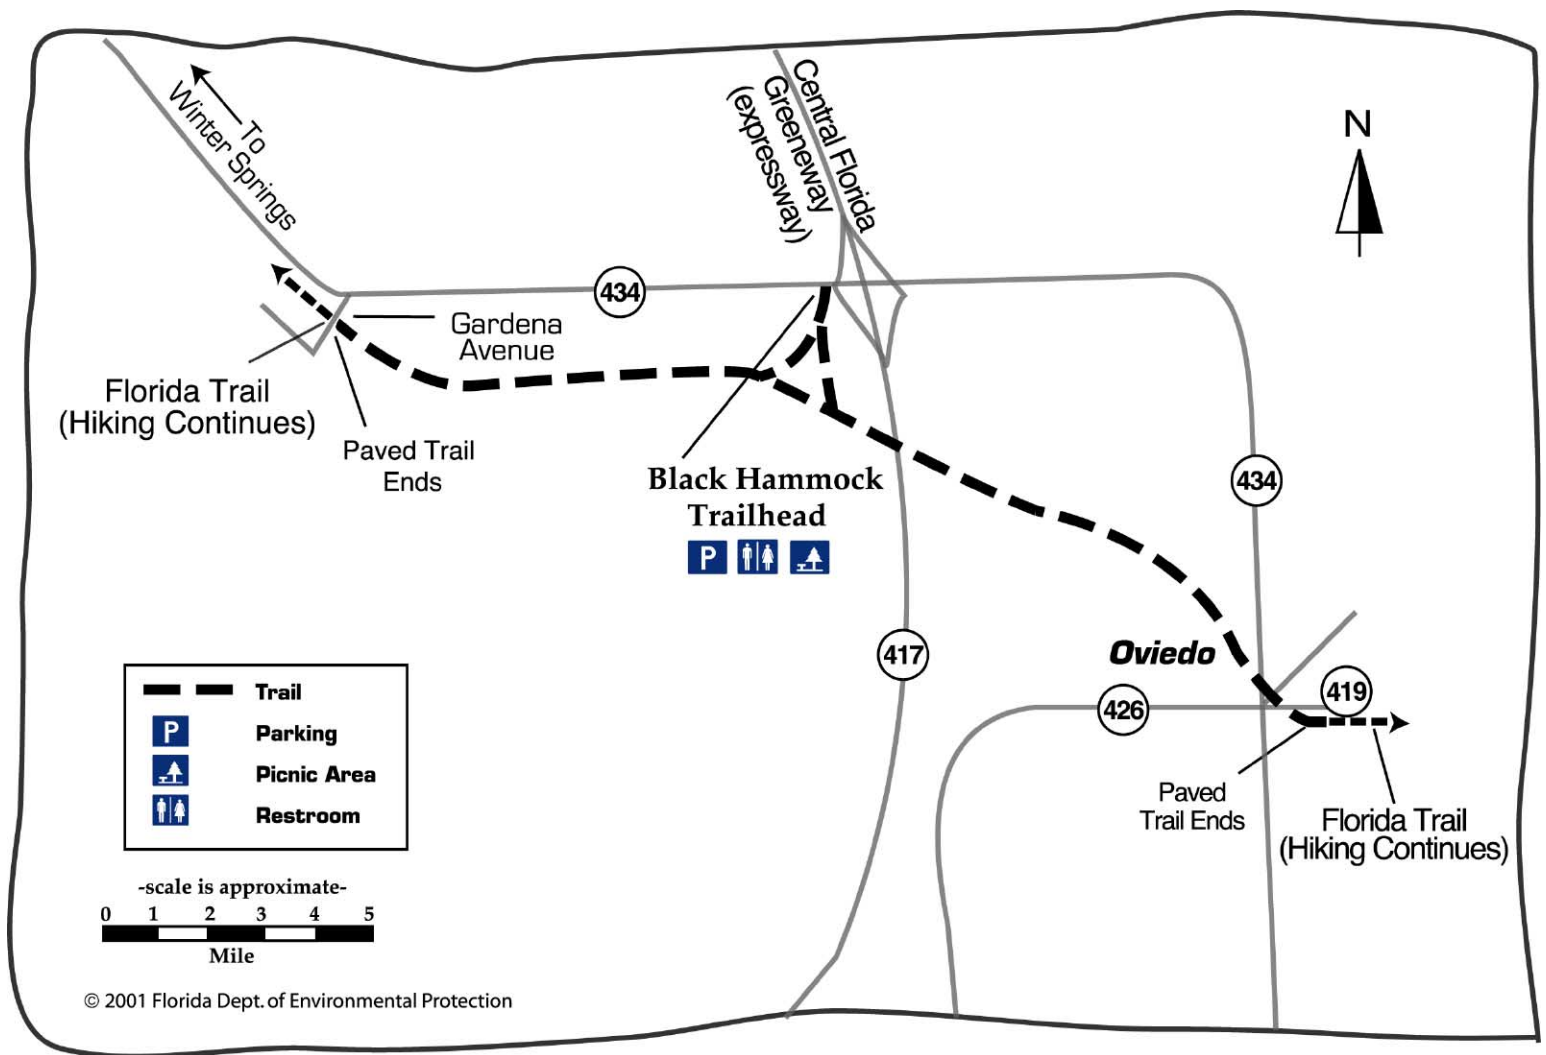 To
Winter Springs
Central Florida
Greeneway
(expressway)
N
434
Gardena
Avenue
Florida Trail
(Hiking Continues)
Paved Trail
Ends
Black Hammock
Trailhead
P
434
417
Oviedo
426
419
Paved
Trail Ends
Florida Trail
(Hiking Continues)
Trail
P Parking
Picnic Area
Restroom
-scale is approximate-
0 1 2 3 4 5
Mile
© 2001 Florida Dept. of Environmental Protection